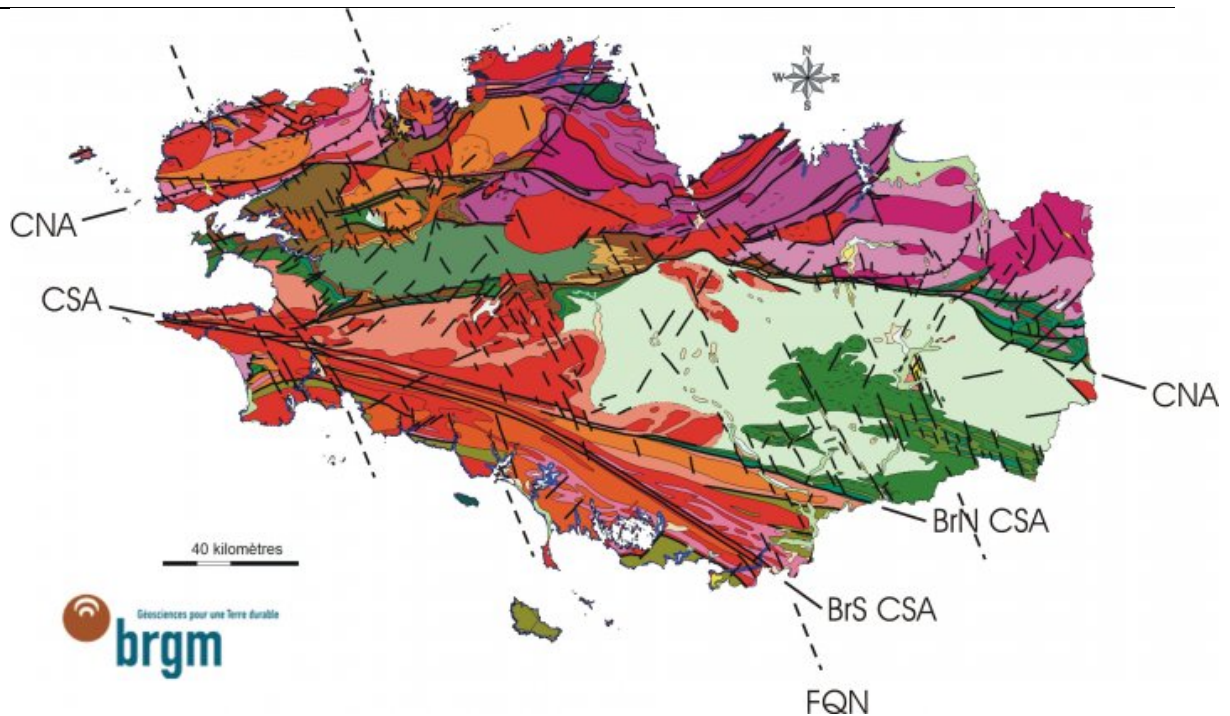 N
W E
S
CNA
CSA
CNA
BrN CSA
BrS CSA
FQN
40 kilomètres
Géosciences pour une Terre durable
brgm